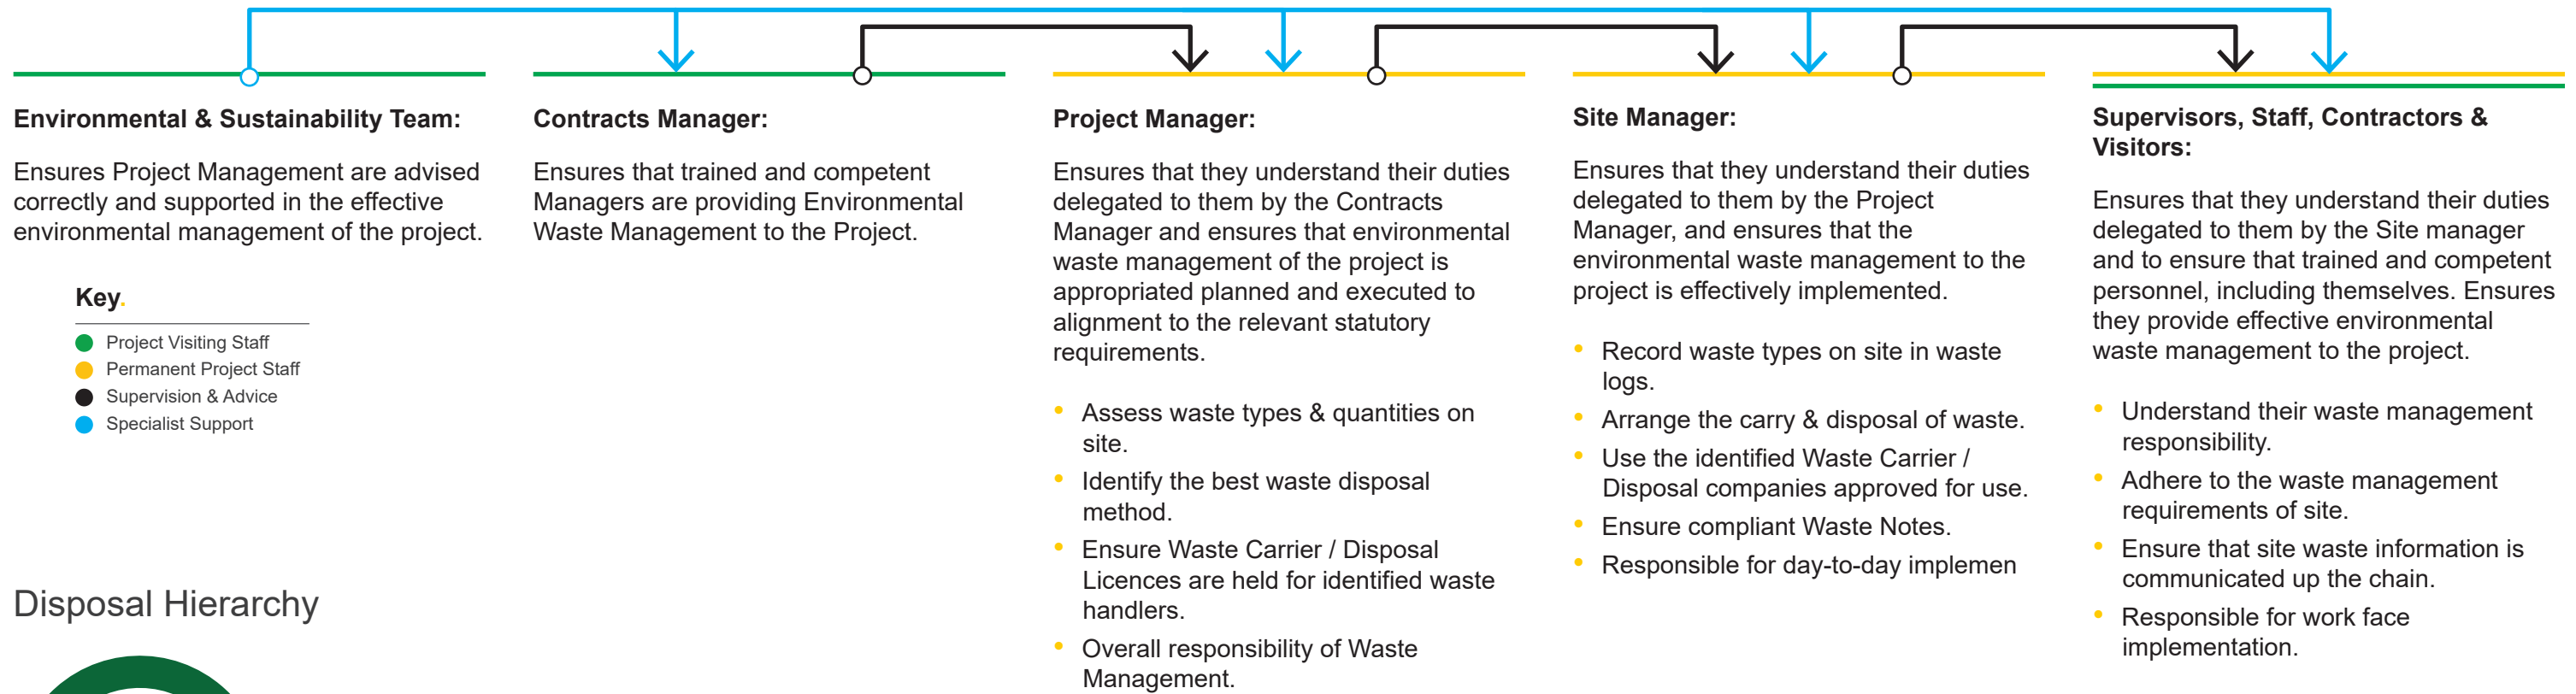 Environmental & Sustainability Team:
Ensures Project Management are advised
correctly and supported in the effective
environmental management of the project.
Key.
Project Visiting Staff
Permanent Project Staff
Supervision & Advice
Specialist Support
Disposal Hierarchy
Contracts Manager:
Ensures that trained and competent
Managers are providing Environmental
Waste Management to the Project.
Project Manager:
Ensures that they understand their duties
delegated to them by the Contracts
Manager and ensures that environmental
waste management of the project is
appropriated planned and executed to
alignment to the relevant statutory
requirements.
• Assess waste types & quantities on
site.
• Identify the best waste disposal
method.
• Ensure Waste Carrier / Disposal
Licences are held for identified waste
handlers.
• Overall responsibility of Waste
Management.
Site Manager:
Ensures that they understand their duties
delegated to them by the Project
Manager, and ensures that the
environmental waste management to the
project is effectively implemented.
• Record waste types on site in waste
logs.
• Arrange the carry & disposal of waste.
• Use the identified Waste Carrier /
Disposal companies approved for use.
• Ensure compliant Waste Notes.
• Responsible for day-to-day implemen
Supervisors, Staff, Contractors &
Visitors:
Ensures that they understand their duties
delegated to them by the Site manager
and to ensure that trained and competent
personnel, including themselves. Ensures
they provide effective environmental
waste management to the project.
• Understand their waste management
responsibility.
• Adhere to the waste management
requirements of site.
• Ensure that site waste information is
communicated up the chain.
• Responsible for work face
implementation.